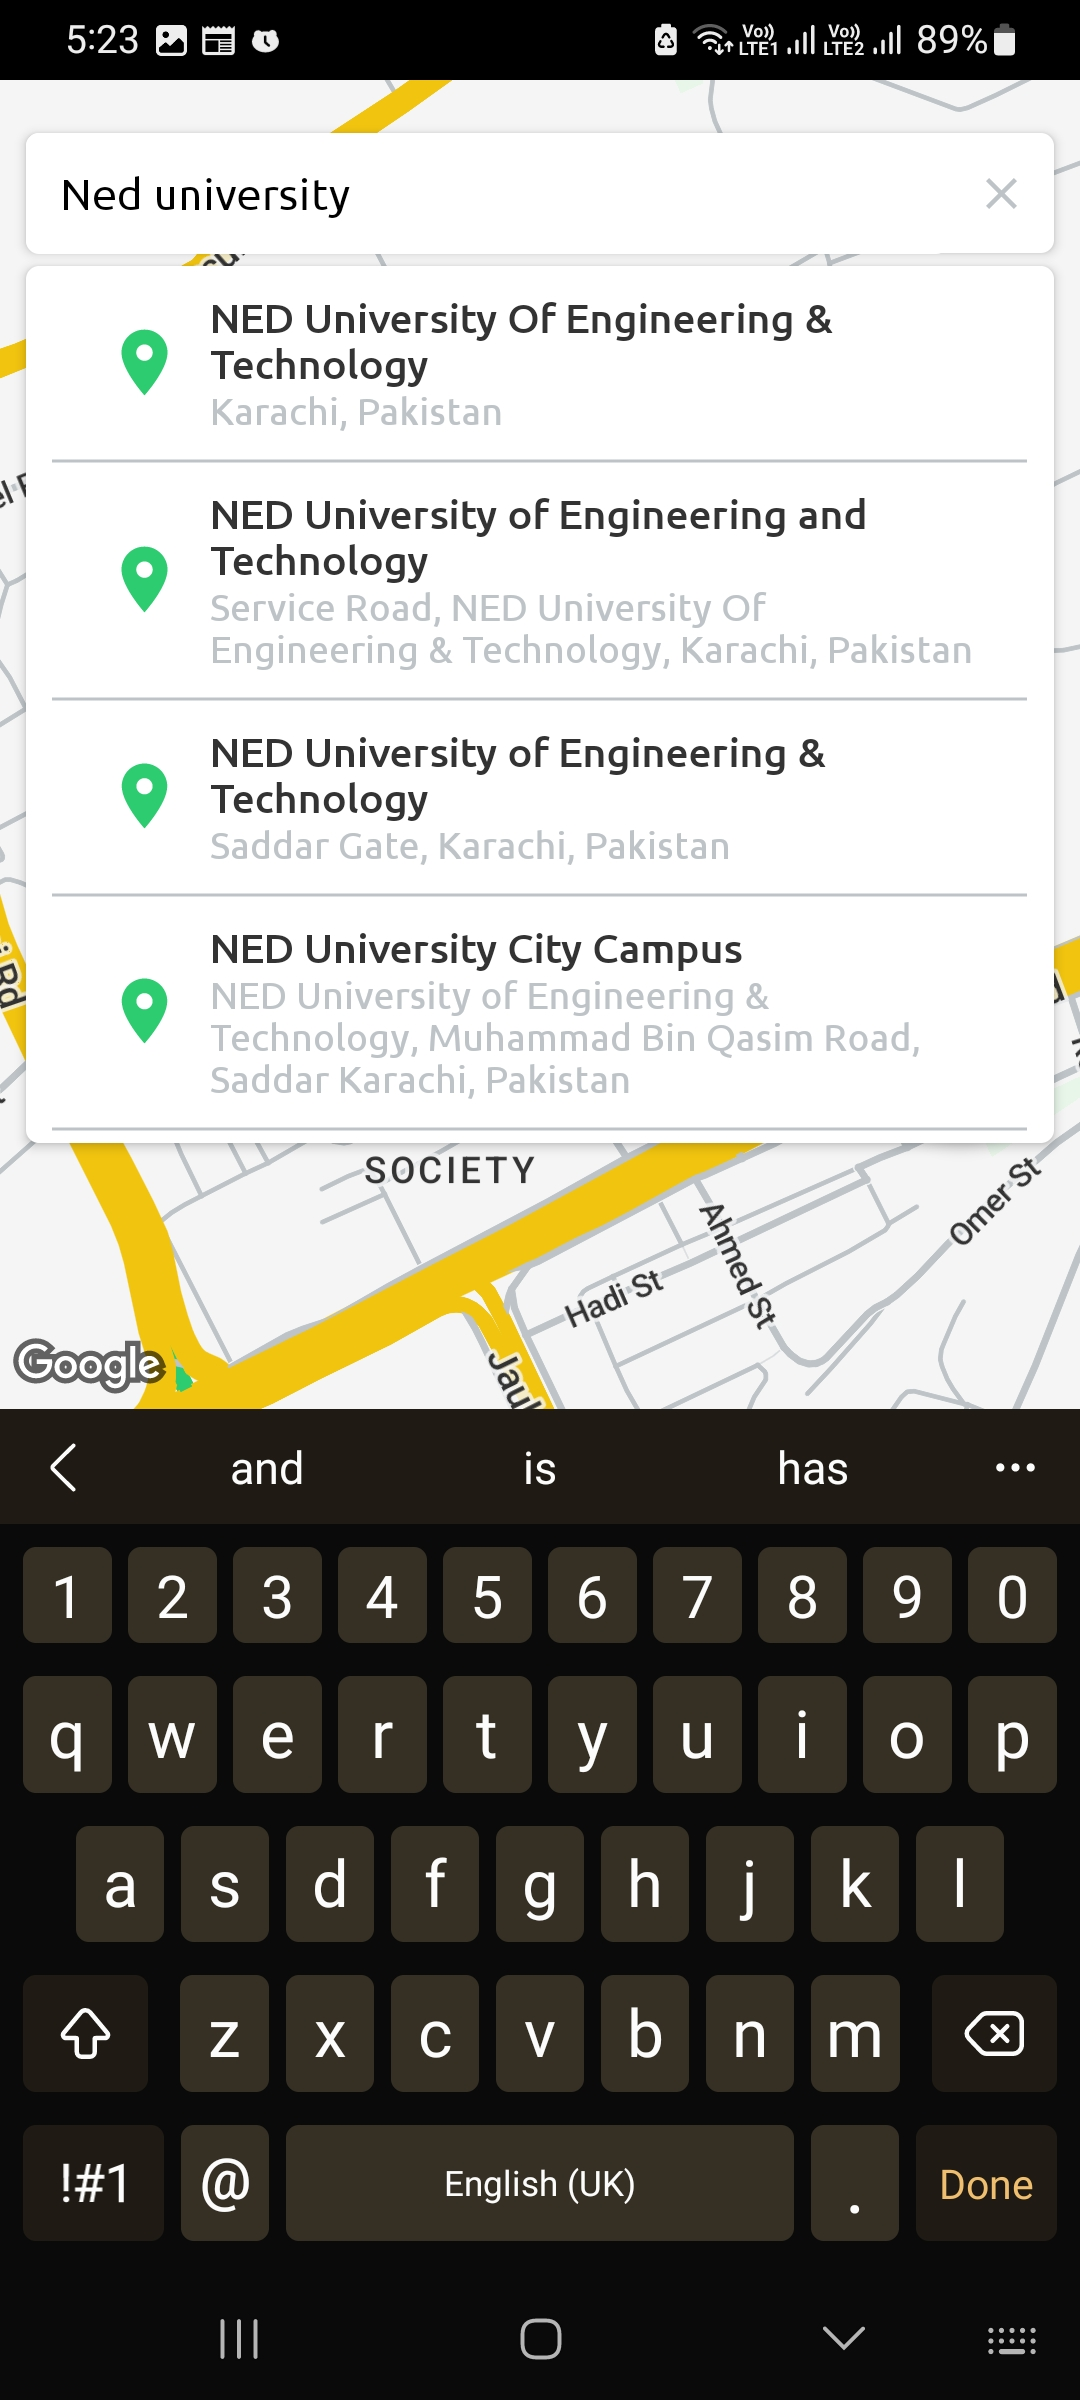 5:23
Vo)) LTE1 Vo)) LTE2 89%
Ned university
NED University Of Engineering &
Technology
Karachi, Pakistan
NED University of Engineering and
Technology
Service Road, NED University Of
Engineering & Technology, Karachi, Pakistan
NED University of Engineering &
Technology
Saddar Gate, Karachi, Pakistan
NED University City Campus
NED University of Engineering &
Technology, Muhammad Bin Qasim Road,
Saddar Karachi, Pakistan
Rd
SOCIETY
Omer St
Ahmed St
Hadi St
Google
and is has
1 2 3 4 5 6 7 8 9 0
q w e r t y u i o p
a s d f g h j k l
z x c v b n m
!#1 @ English (UK) . Done